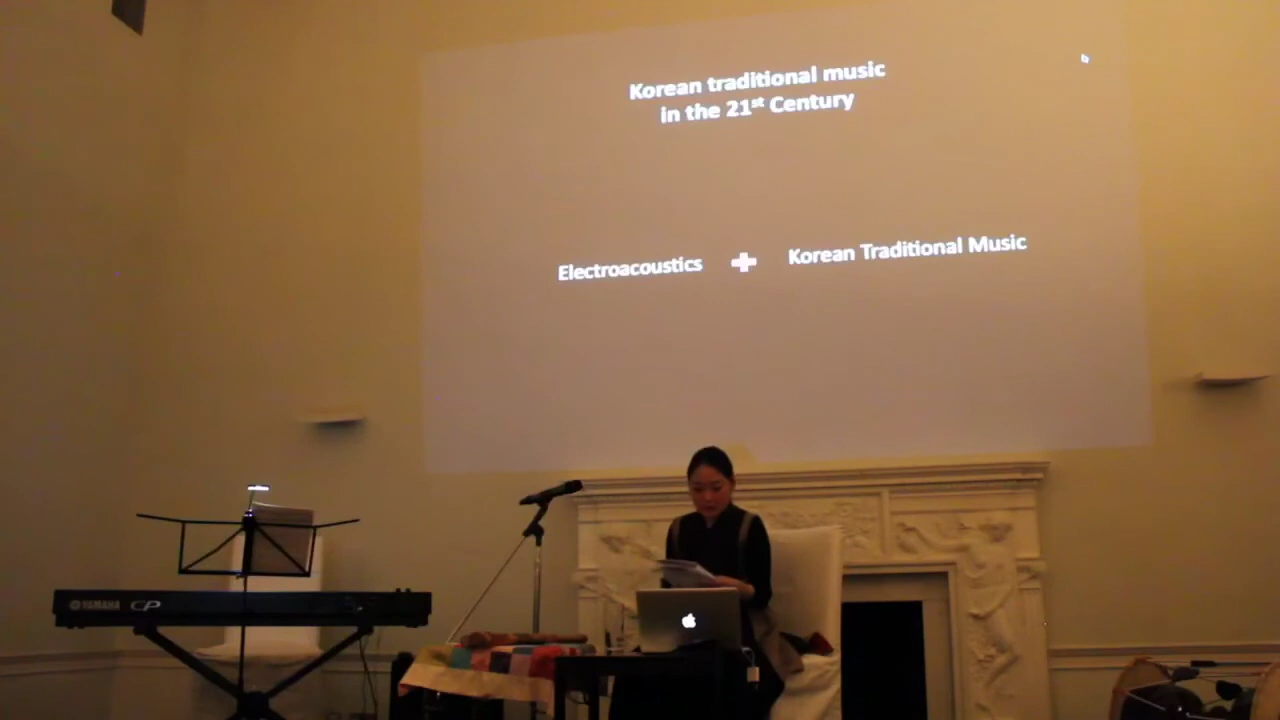 Korean traditional music
in the 21st Century
Electroacoustics + Korean Traditional Music
YAMAHA CP